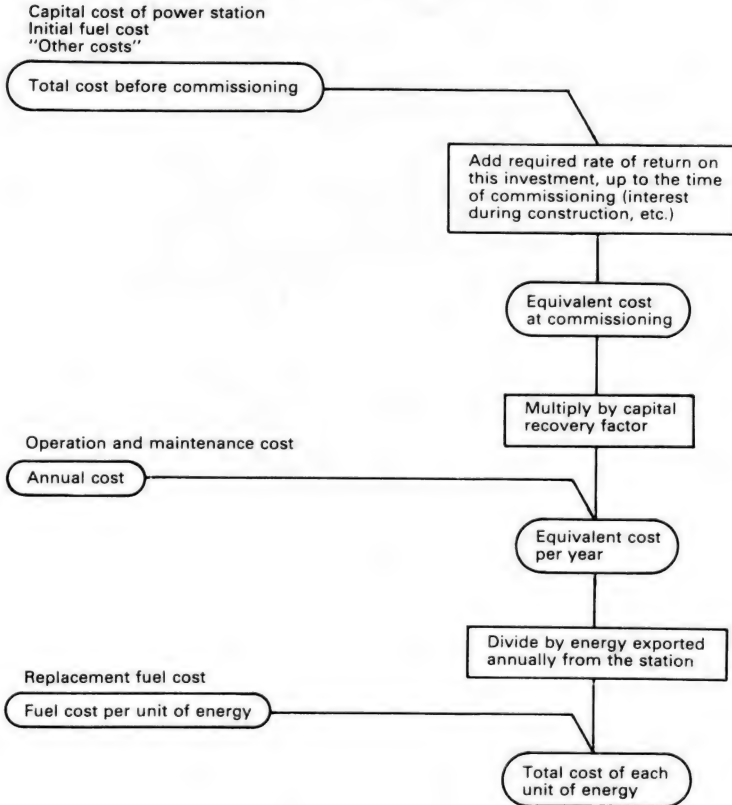 Capital cost of power station
Initial fuel cost
"Other costs"
Total cost before commissioning
Add required rate of return on
this investment, up to the time
of commissioning (interest
during construction, etc.)
Equivalent cost
at commissioning
Multiply by capital
recovery factor
Operation and maintenance cost
Annual cost
Equivalent cost
per year
Divide by energy exported
annually from the station
Replacement fuel cost
Fuel cost per unit of energy
Total cost of each
unit of energy